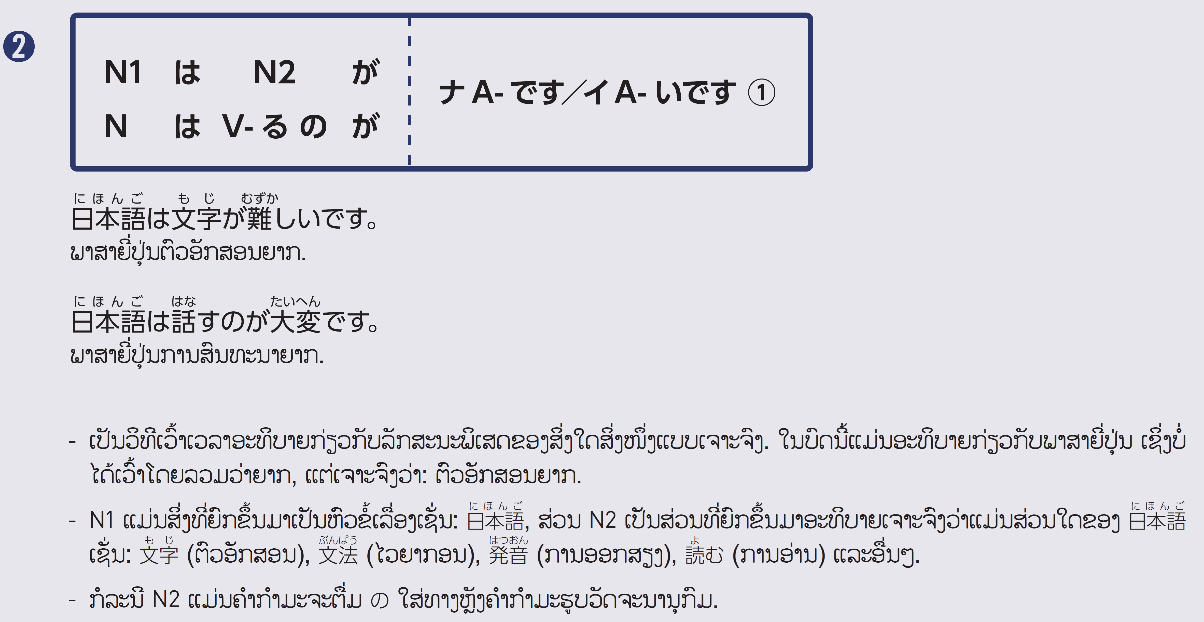 2
N1 は N2 が
N は V-るの が
ナA-です／イA-いです ①
にほんご もじ むずか
日本語は文字が難しいです。
ພາສາຍີ່ປຸ່ນຕົວອັກສອນຍາກ.
にほんご はな たいへん
日本語は話すのが大変です。
ພາສາຍີ່ປຸ່ນການສົນທະນາຍາກ.
- ເປັນວິທີເວົ້າເວລາອະທິບາຍກ່ຽວກັບລັກສະນະພິເສດຂອງສິ່ງໃດສິ່ງໜຶ່ງແບບເຈາະຈົງ. ໃນບົດນີ້ແມ່ນອະທິບາຍກ່ຽວກັບພາສາຍີ່ປຸ່ນ ເຊິ່ງບໍ່
ໄດ້ເວົ້າໂດຍລວມວ່າຍາກ, ແຕ່ເຈາະຈົງວ່າ: ຕົວອັກສອນຍາກ.
にほんご にほんご
- N1 ແມ່ນສິ່ງທີ່ຍົກຂຶ້ນມາເປັນຫົວຂໍ້ເລື່ອງເຊັ່ນ: 日本語, ສ່ວນ N2 ເປັນສ່ວນທີ່ຍົກຂຶ້ນມາອະທິບາຍເຈາະຈົງວ່າແມ່ນສ່ວນໃດຂອງ 日本語
もじ ぶんぽう はつおん よ
ເຊັ່ນ: 文字 (ຕົວອັກສອນ), 文法 (ໄວຍາກອນ), 発音 (ການອອກສຽງ), 読む (ການອ່ານ) ແລະອື່ນໆ.
- ກໍລະນີ N2 ແມ່ນຄຳກຳມະຈະຕື່ມ の ໃສ່ທາງຫຼັງຄຳກຳມະຮູບວັດຈະນານຸກົມ.